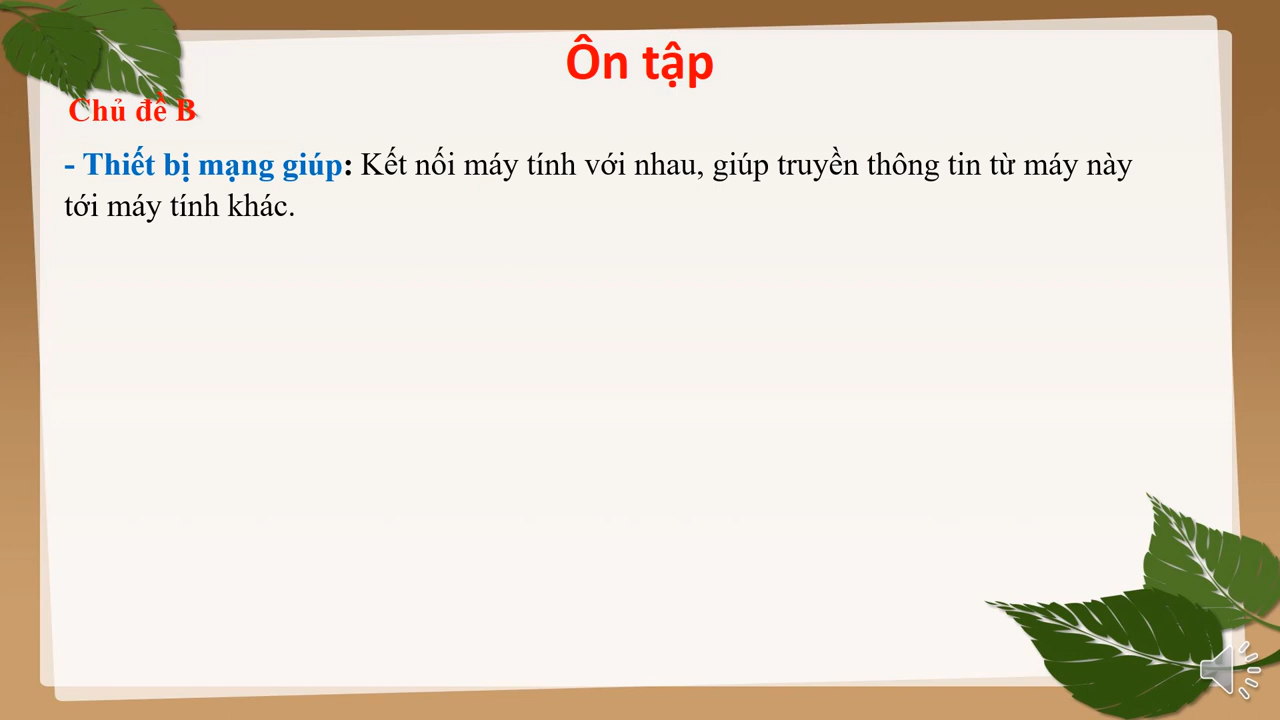 Ôn tập
Chủ đề B
- Thiết bị mạng giúp: Kết nối máy tính với nhau, giúp truyền thông tin từ máy này
tới máy tính khác.